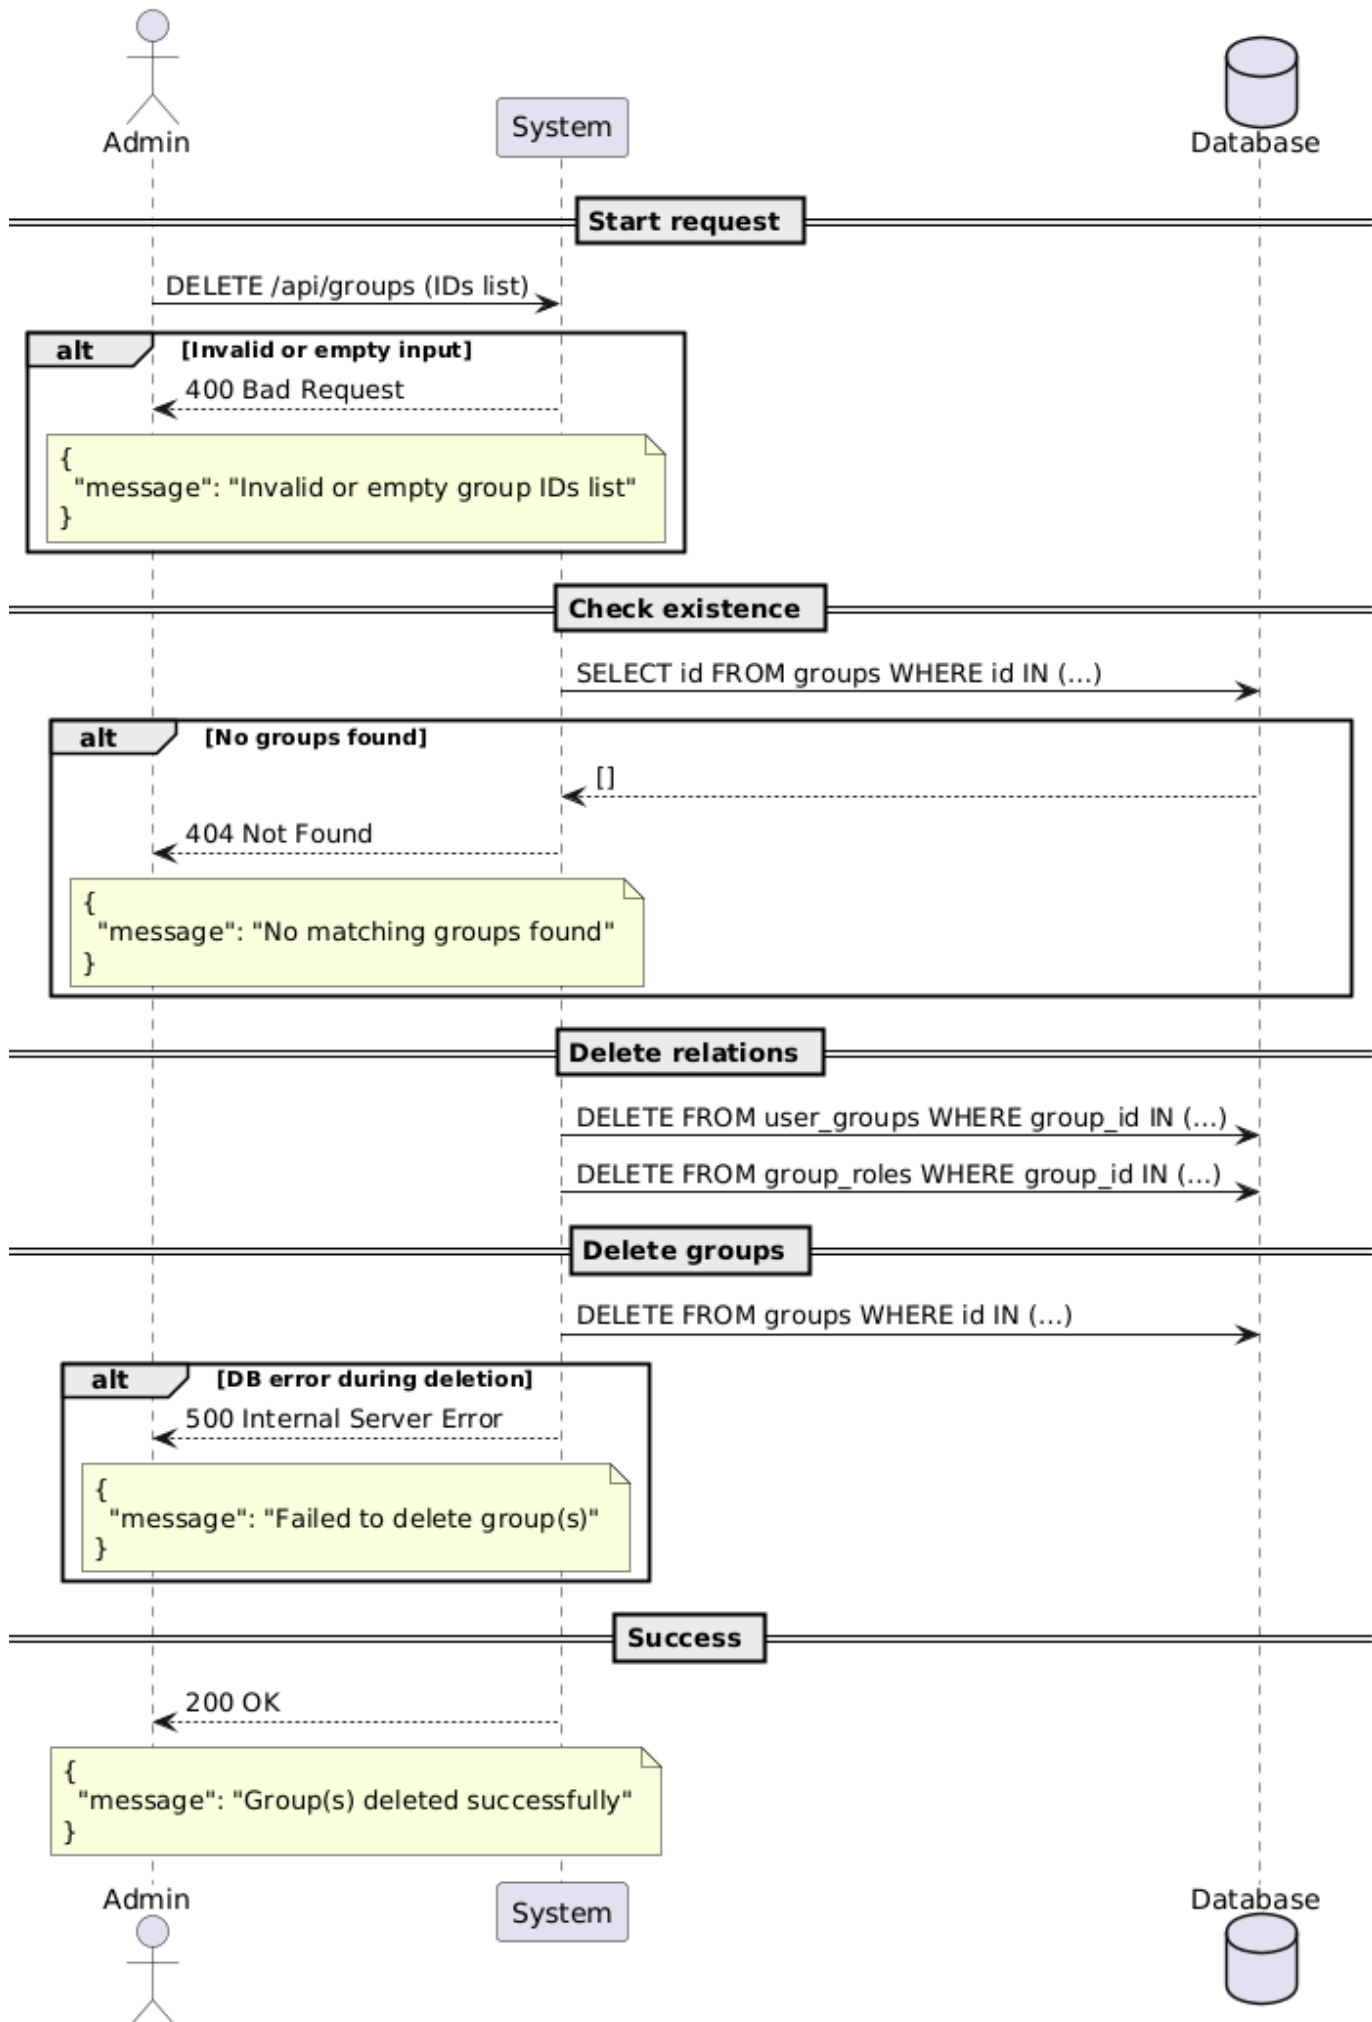 Admin
System
Database
Start request
DELETE /api/groups (IDs list)
alt
[Invalid or empty input]
400 Bad Request
{
"message": "Invalid or empty group IDs list"
}
Check existence
SELECT id FROM groups WHERE id IN (...)
alt
[No groups found]
[]
404 Not Found
{
"message": "No matching groups found"
}
Delete relations
DELETE FROM user_groups WHERE group_id IN (...)
DELETE FROM group_roles WHERE group_id IN (...)
Delete groups
DELETE FROM groups WHERE id IN (...)
alt
[DB error during deletion]
500 Internal Server Error
{
"message": "Failed to delete group(s)"
}
Success
200 OK
{
"message": "Group(s) deleted successfully"
}
Admin
System
Database